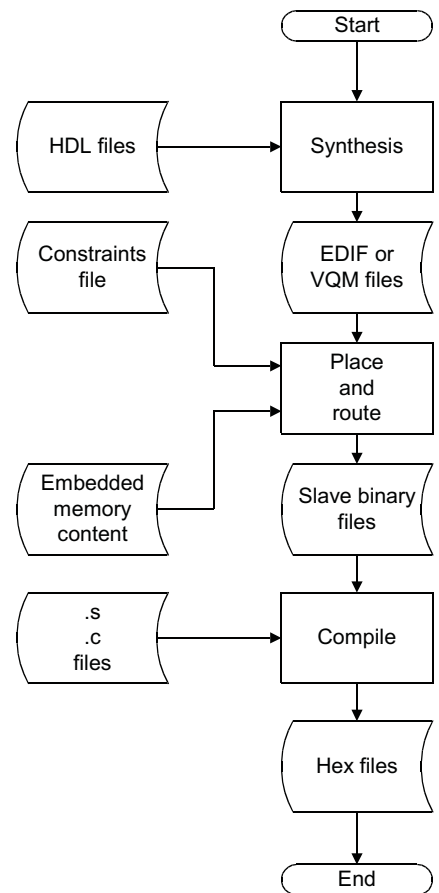 Start
HDL files
Synthesis
Constraints
file
EDIF or
VQM files
Place
and
route
Embedded
memory
content
Slave binary
files
.s
.c
files
Compile
Hex files
End